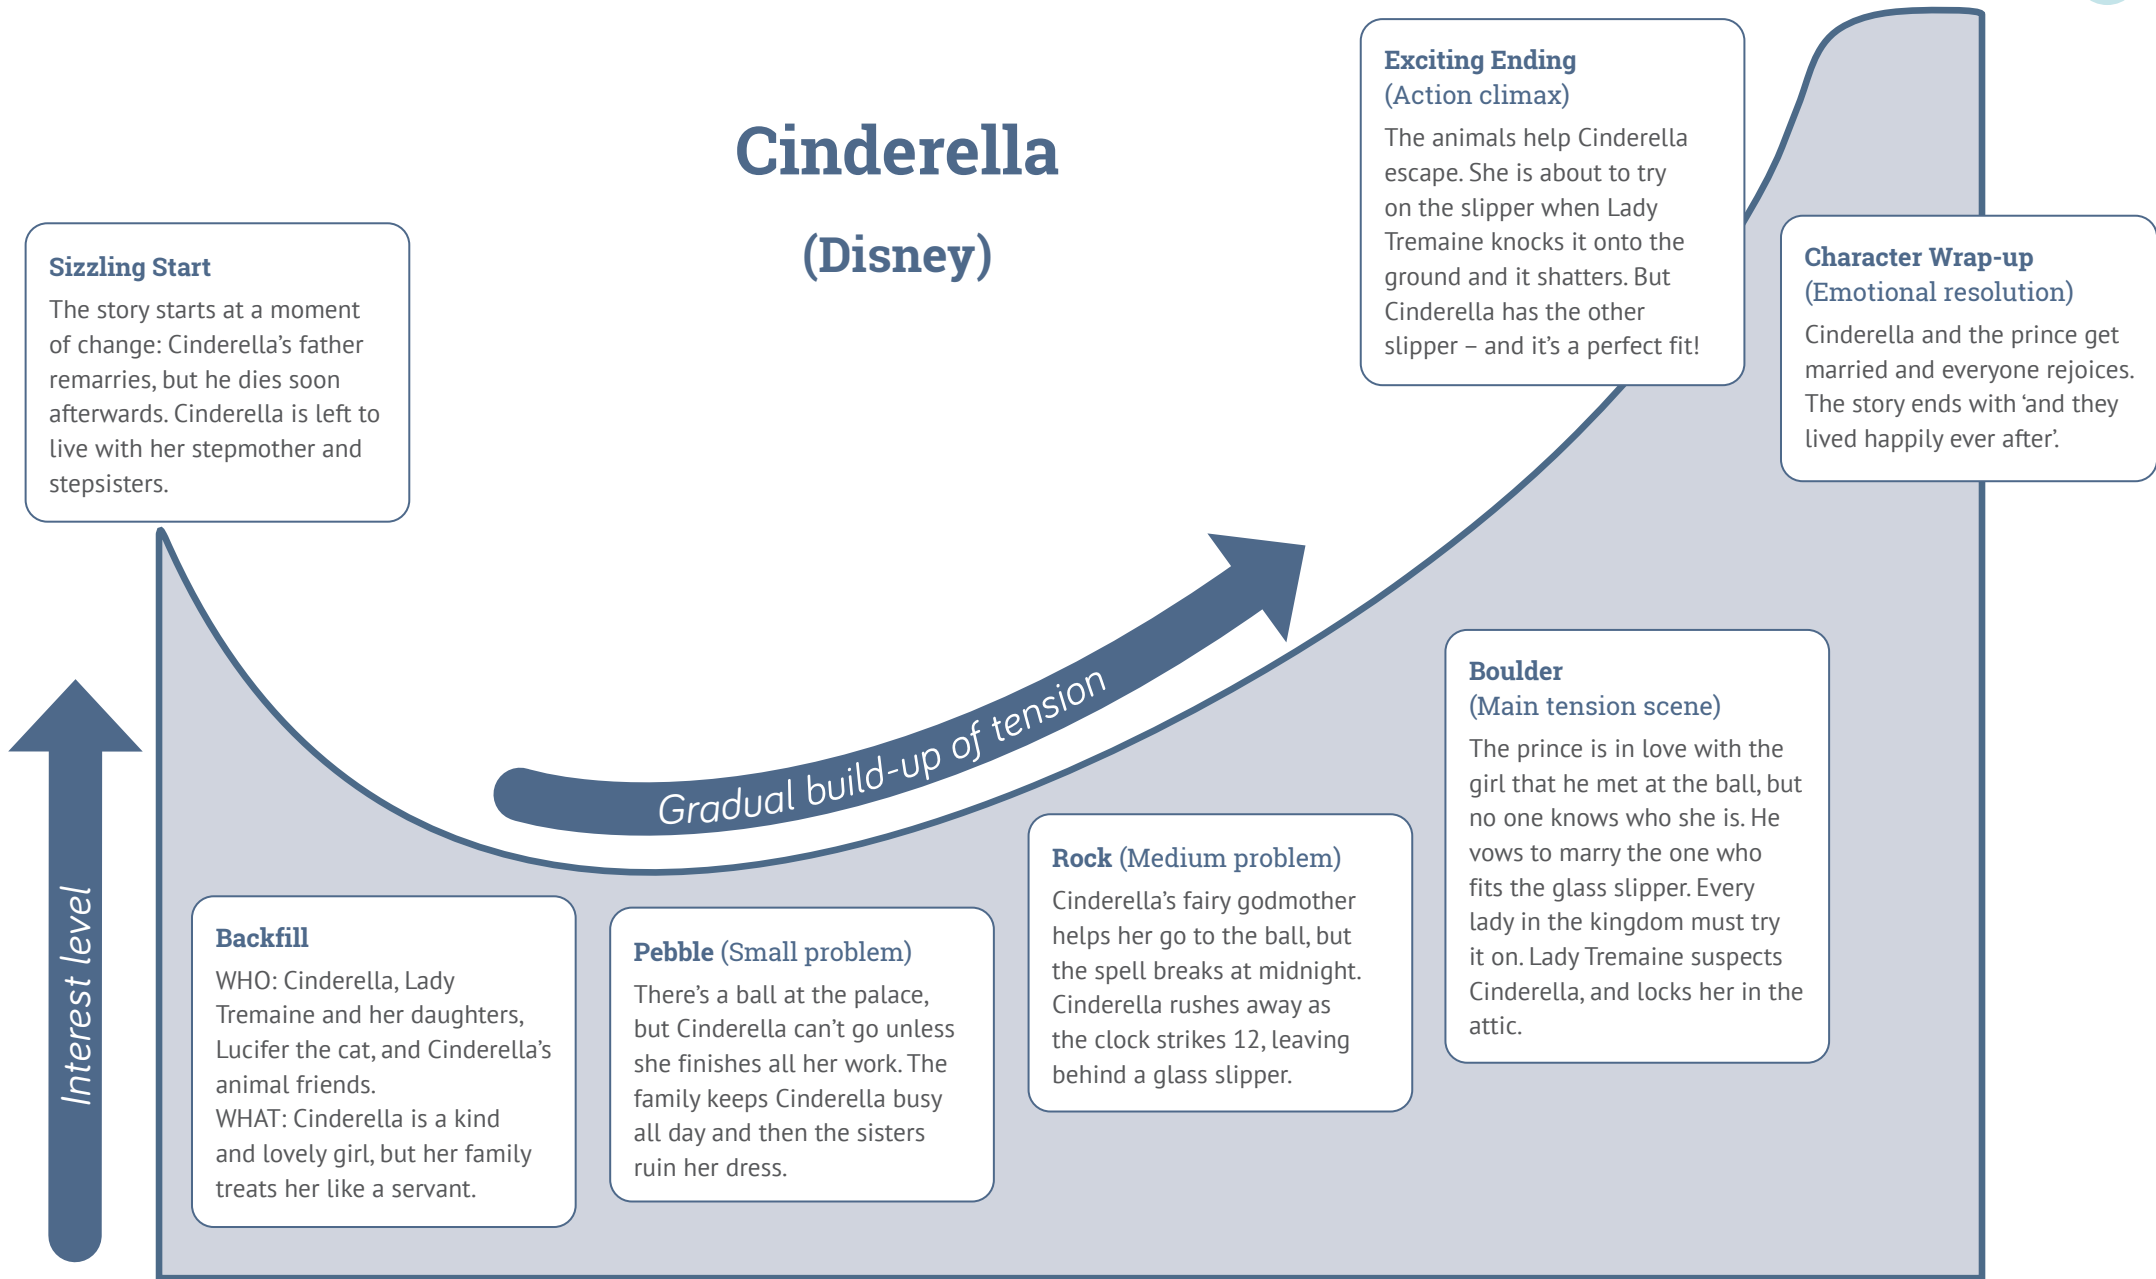 Cinderella
(Disney)
Sizzling Start
The story starts at a moment
of change: Cinderella’s father
remarries, but he dies soon
afterwards. Cinderella is left to
live with her stepmother and
stepsisters.
Interest level
Backfill
WHO: Cinderella, Lady
Tremaine and her daughters,
Lucifer the cat, and Cinderella’s
animal friends.
WHAT: Cinderella is a kind
and lovely girl, but her family
treats her like a servant.
Gradual build-up of tension
Pebble (Small problem)
There’s a ball at the palace,
but Cinderella can’t go unless
she finishes all her work. The
family keeps Cinderella busy
all day and then the sisters
ruin her dress.
Rock (Medium problem)
Cinderella’s fairy godmother
helps her go to the ball, but
the spell breaks at midnight.
Cinderella rushes away as
the clock strikes 12, leaving
behind a glass slipper.
Boulder
(Main tension scene)
The prince is in love with the
girl that he met at the ball, but
no one knows who she is. He
vows to marry the one who
fits the glass slipper. Every
lady in the kingdom must try
it on. Lady Tremaine suspects
Cinderella, and locks her in the
attic.
Exciting Ending
(Action climax)
The animals help Cinderella
escape. She is about to try
on the slipper when Lady
Tremaine knocks it onto the
ground and it shatters. But
Cinderella has the other
slipper – and it’s a perfect fit!
Character Wrap-up
(Emotional resolution)
Cinderella and the prince get
married and everyone rejoices.
The story ends with ‘and they
lived happily ever after’.